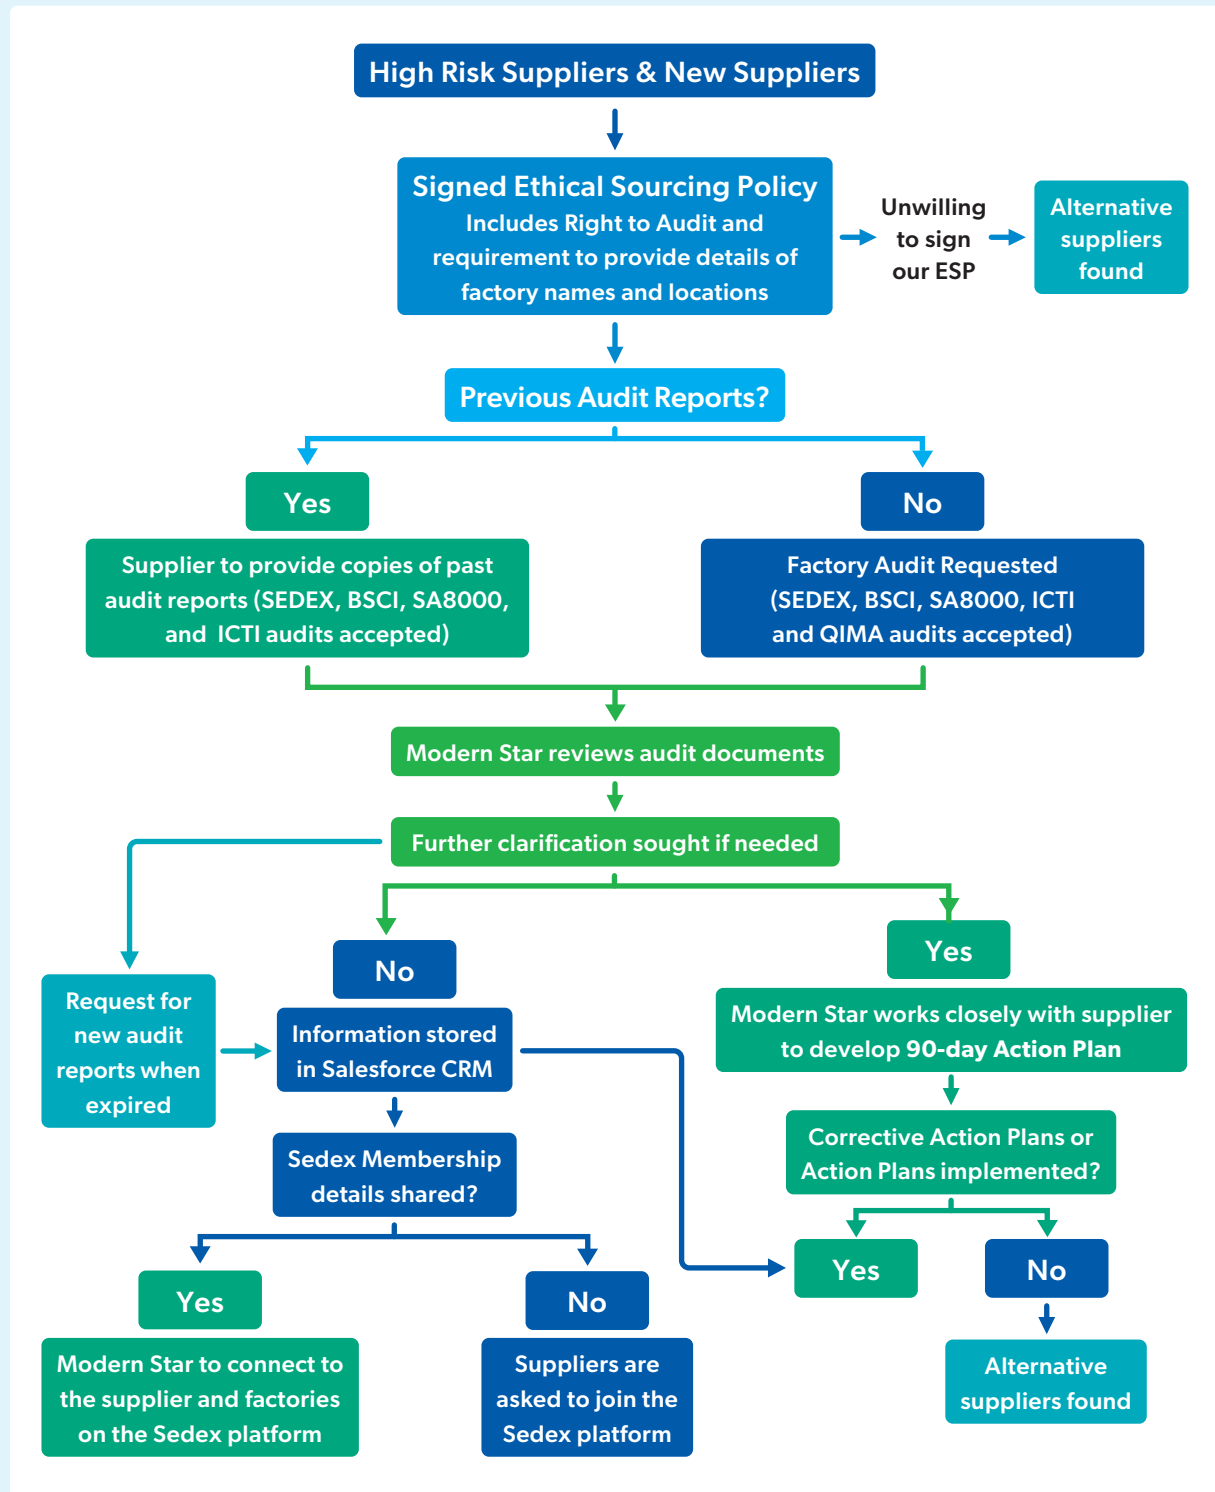 High Risk Suppliers & New Suppliers
Signed Ethical Sourcing Policy
Includes Right to Audit and
requirement to provide details of
factory names and locations
Unwilling
to sign
our ESP
Alternative
suppliers
found
Previous Audit Reports?
Yes
Supplier to provide copies of past
audit reports (SEDEX, BSCI, SA8000,
and ICTI audits accepted)
No
Factory Audit Requested
(SEDEX, BSCI, SA8000, ICTI
and QIMA audits accepted)
Modern Star reviews audit documents
Further clarification sought if needed
Request for
new audit
reports when
expired
No
Information stored
in Salesforce CRM
Sedex Membership
details shared?
Yes
Modern Star to connect to
the supplier and factories
on the Sedex platform
No
Suppliers are
asked to join the
Sedex platform
Yes
Modern Star works closely with supplier
to develop 90-day Action Plan
Corrective Action Plans or
Action Plans implemented?
Yes
No
Alternative
suppliers found